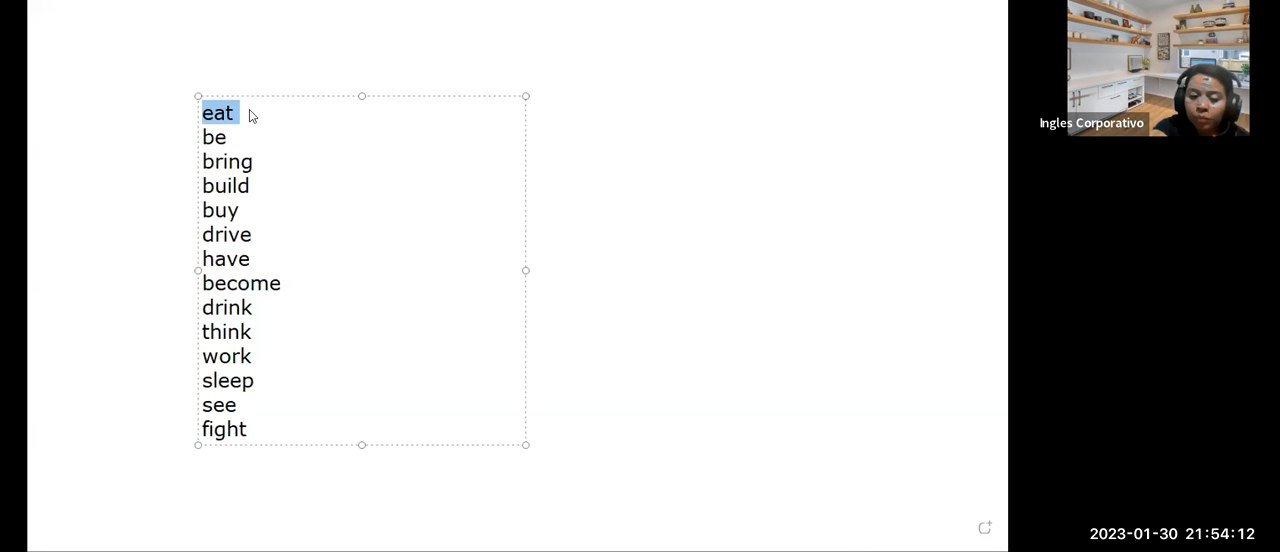 eat
be
bring
build
buy
drive
have
become
drink
think
work
sleep
see
fight
Ingles Corporativo
2023-01-30 21:54:12